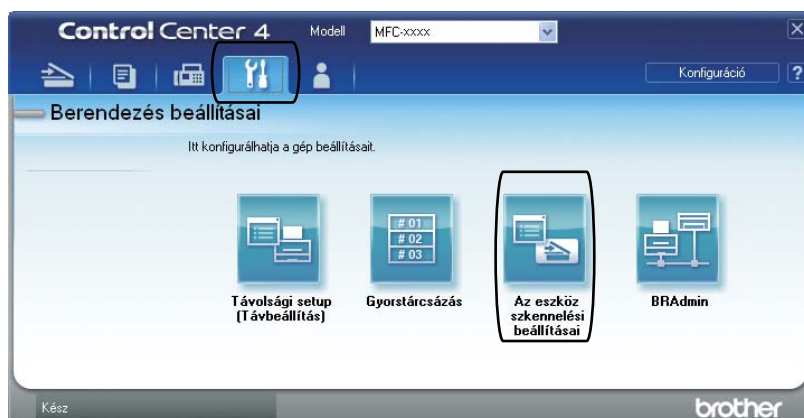 Control Center 4
Modell
MFC-xxxx
Konfiguráció
?
Berendezés beállításai
Itt konfigurálhatja a gép beállításait.
# 01
# 02
# 03
Távolsági setup
(Távbeállítás)
Gyorstárcsázás
Az eszköz
szkennelési
beállításai
BRAdmin
Kész
brother